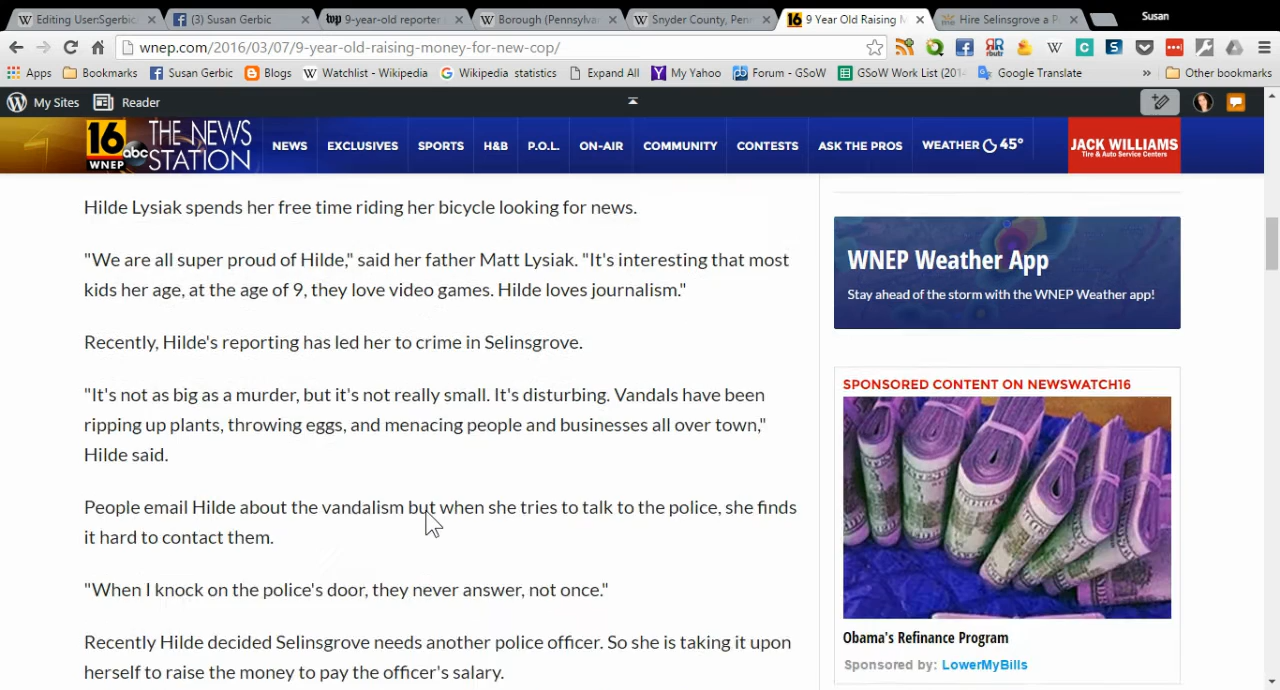 Susan
Editing UserSgerbic
(3) Susan Gerbic
wp 9-year-old reporter
Borough (Pennsylvan
Snyder County, Penn
16 9 Year Old Raising M
Hire Selinsgrove a P
wnep.com/2016/03/07/9-year-old-raising-money-for-new-cop/
Apps Bookmarks Susan Gerbic Blogs Watchlist - Wikipedia Wikipedia statistics Expand All My Yahoo Forum - GSoW GSoW Work List (201 Google Translate » Other bookmarks
My Sites Reader
16 abc WNEP THE NEWS STATION
NEWS EXCLUSIVES SPORTS H&B P.O.L. ON-AIR COMMUNITY CONTESTS ASK THE PROS WEATHER 45°
JACK WILLIAMS
Tire & Auto Service Centers
Hilde Lysiak spends her free time riding her bicycle looking for news.
"We are all super proud of Hilde," said her father Matt Lysiak. "It's interesting that most
kids her age, at the age of 9, they love video games. Hilde loves journalism."
Recently, Hilde's reporting has led her to crime in Selinsgrove.
"It's not as big as a murder, but it's not really small. It's disturbing. Vandals have been
ripping up plants, throwing eggs, and menacing people and businesses all over town,"
Hilde said.
People email Hilde about the vandalism but when she tries to talk to the police, she finds
it hard to contact them.
"When I knock on the police's door, they never answer, not once."
Recently Hilde decided Selinsgrove needs another police officer. So she is taking it upon
herself to raise the money to pay the officer's salary.
WNEP Weather App
Stay ahead of the storm with the WNEP Weather app!
SPONSORED CONTENT ON NEWSWATCH16
Obama's Refinance Program
Sponsored by: LowerMyBills